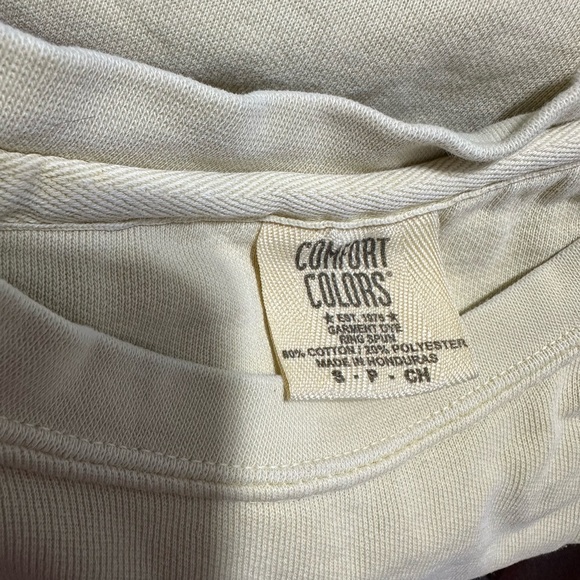 COMFORT
COLORS®
★ EST. 1975 ★
GARMENT DYE
RING SPUN
80% COTTON / 20% POLYESTER
MADE IN HONDURAS
S - P - CH